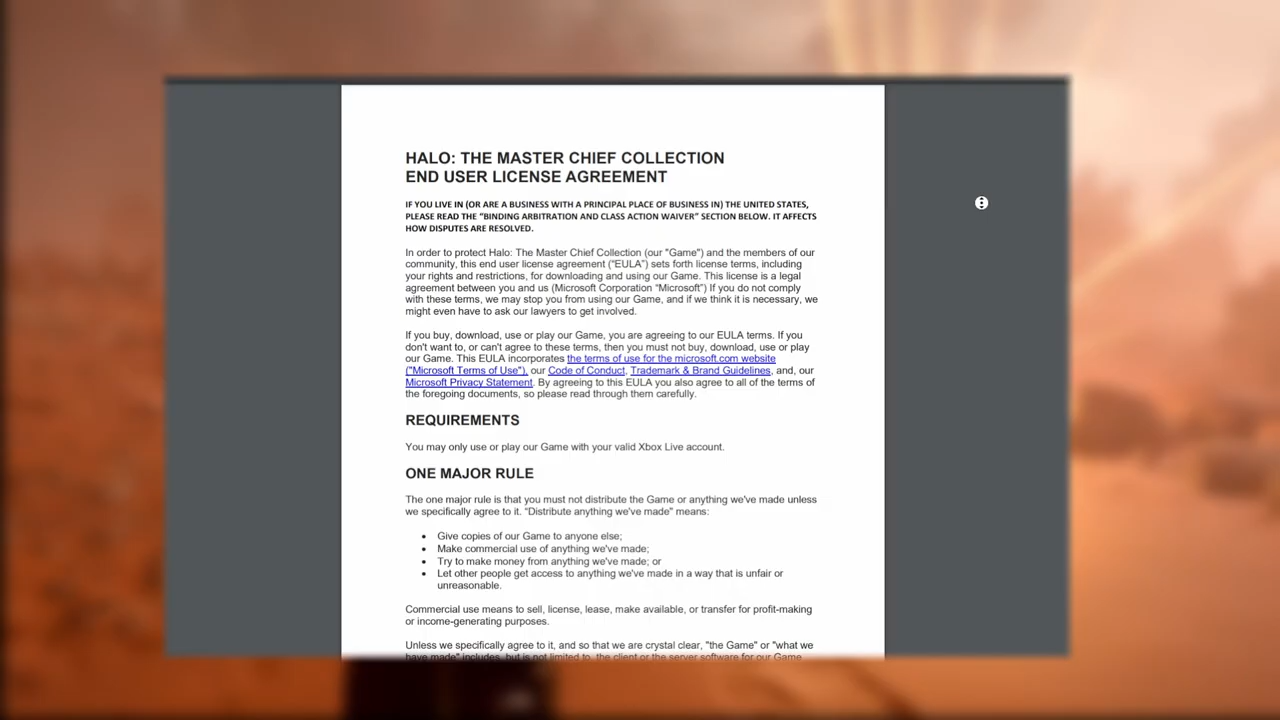 HALO: THE MASTER CHIEF COLLECTION
END USER LICENSE AGREEMENT
IF YOU LIVE IN (OR ARE A BUSINESS WITH A PRINCIPAL PLACE OF BUSINESS IN) THE UNITED STATES,
PLEASE READ THE “BINDING ARBITRATION AND CLASS ACTION WAIVER” SECTION BELOW. IT AFFECTS
HOW DISPUTES ARE RESOLVED.
In order to protect Halo: The Master Chief Collection (our "Game") and the members of our
community, this end user license agreement (“EULA”) sets forth license terms, including
your rights and restrictions, for downloading and using our Game. This license is a legal
agreement between you and us (Microsoft Corporation “Microsoft”) If you do not comply
with these terms, we may stop you from using our Game, and if we think it is necessary, we
might even have to ask our lawyers to get involved.
If you buy, download, use or play our Game, you are agreeing to our EULA terms. If you
don't want to, or can't agree to these terms, then you must not buy, download, use or play
our Game. This EULA incorporates the terms of use for the microsoft.com website
("Microsoft Terms of Use"), our Code of Conduct, Trademark & Brand Guidelines, and, our
Microsoft Privacy Statement. By agreeing to this EULA you also agree to all of the terms of
the foregoing documents, so please read through them carefully.
REQUIREMENTS
You may only use or play our Game with your valid Xbox Live account.
ONE MAJOR RULE
The one major rule is that you must not distribute the Game or anything we've made unless
we specifically agree to it. “Distribute anything we've made” means:
• Give copies of our Game to anyone else;
• Make commercial use of anything we've made;
• Try to make money from anything we've made; or
• Let other people get access to anything we've made in a way that is unfair or
unreasonable.
Commercial use means to sell, license, lease, make available, or transfer for profit-making
or income-generating purposes.
Unless we specifically agree to it, and so that we are crystal clear, "the Game" or "what we
have made" includes, but is not limited to, the client or the server software for our Game